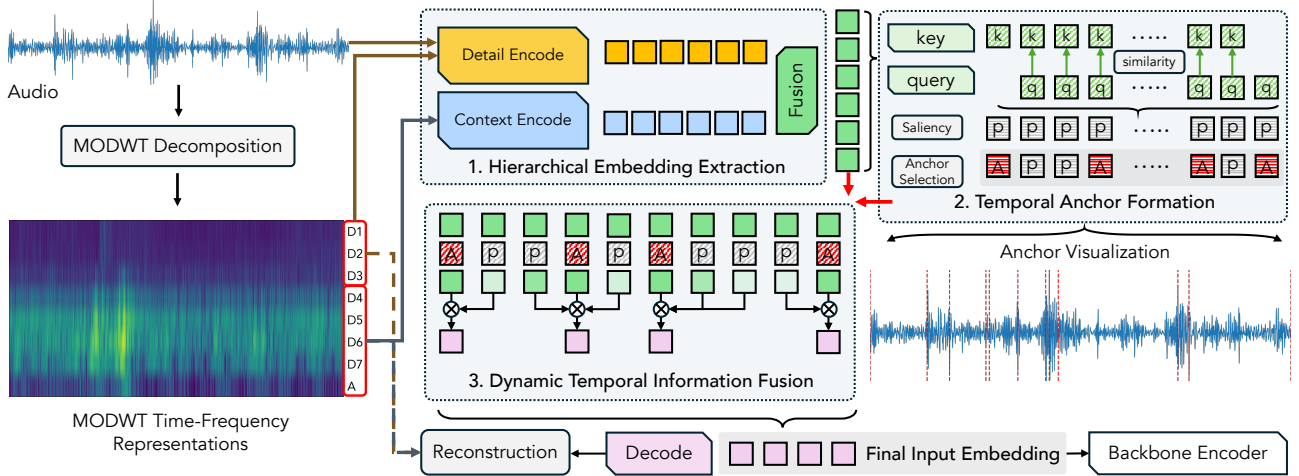 Audio
MODWT Decomposition
D1
D2
D3
D4
D5
D6
D7
A
MODWT Time-Frequency
Representations
Detail Encode
Context Encode
Fusion
1. Hierarchical Embedding Extraction
key
k k k k ····· k k
similarity
query
q q q ····· q q q
Saliency
p p p p ····· p p p
Anchor
Selection
A p p A ····· A p A
2. Temporal Anchor Formation
Anchor Visualization
A p p A p A p p p A
3. Dynamic Temporal Information Fusion
Reconstruction
Decode
Final Input Embedding
Backbone Encoder